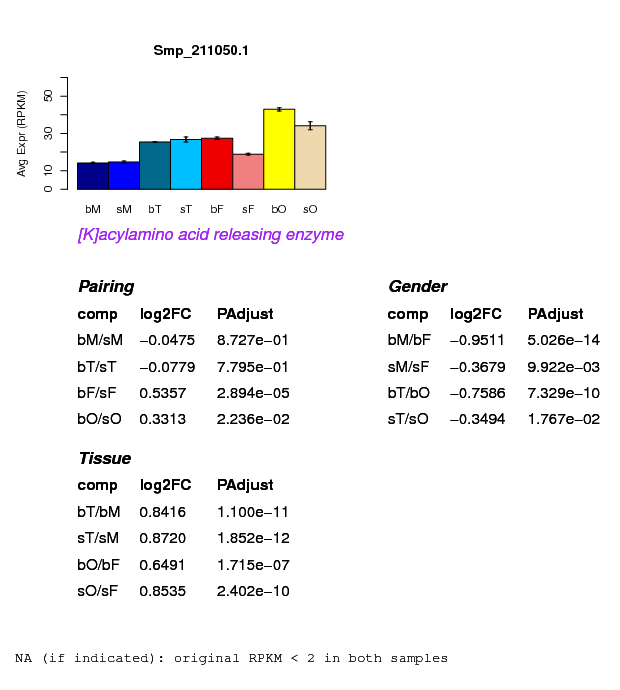 Smp_211050.1
Avg Expr (RPKM)
50
30
10
0
bM sM bT sT bF sF bO sO
[K]acylamino acid releasing enzyme
Pairing
comp log2FC PAdjust
bM/sM −0.0475 8.727e−01
bT/sT −0.0779 7.795e−01
bF/sF 0.5357 2.894e−05
bO/sO 0.3313 2.236e−02
Gender
comp log2FC PAdjust
bM/bF −0.9511 5.026e−14
sM/sF −0.3679 9.922e−03
bT/bO −0.7586 7.329e−10
sT/sO −0.3494 1.767e−02
Tissue
comp log2FC PAdjust
bT/bM 0.8416 1.100e−11
sT/sM 0.8720 1.852e−12
bO/bF 0.6491 1.715e−07
sO/sF 0.8535 2.402e−10
NA (if indicated): original RPKM < 2 in both samples